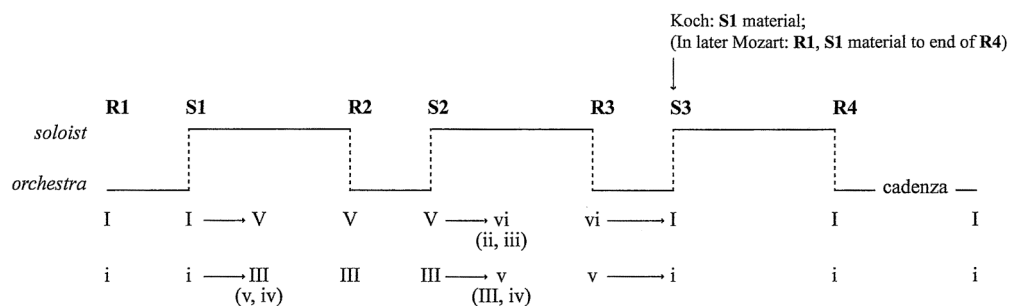 Koch: S1 material;
(In later Mozart: R1, S1 material to end of R4)
R1 S1 R2 S2 R3 S3 R4
soloist
orchestra
cadenza
I I → V V V → vi vi → I I I
(ii, iii)
i i → III III III → v v → i i i
(v, iv) (III, iv)